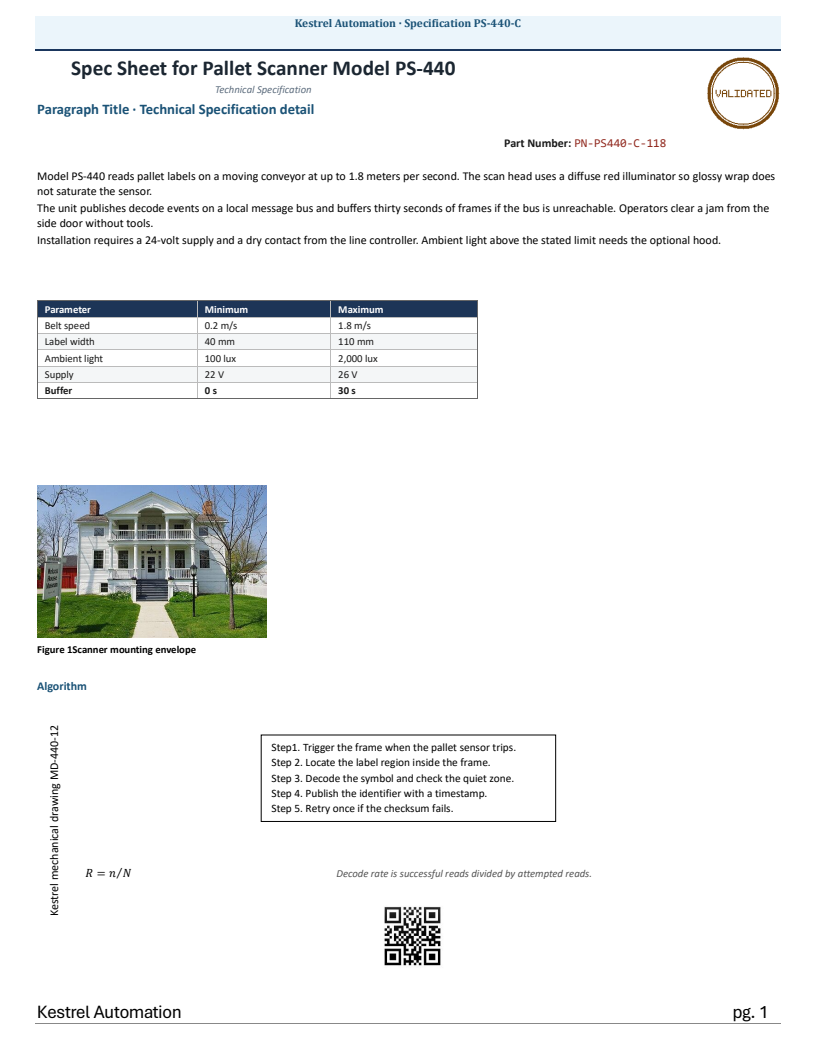 Kestrel Automation · Specification PS-440-C
Spec Sheet for Pallet Scanner Model PS-440
Technical Specification
VALIDATED
Paragraph Title · Technical Specification detail
Part Number: PN-PS440-C-118
Model PS-440 reads pallet labels on a moving conveyor at up to 1.8 meters per second. The scan head uses a diffuse red illuminator so glossy wrap does
not saturate the sensor.
The unit publishes decode events on a local message bus and buffers thirty seconds of frames if the bus is unreachable. Operators clear a jam from the
side door without tools.
Installation requires a 24-volt supply and a dry contact from the line controller. Ambient light above the stated limit needs the optional hood.
Parameter Minimum Maximum
Belt speed 0.2 m/s 1.8 m/s
Label width 40 mm 110 mm
Ambient light 100 lux 2,000 lux
Supply 22 V 26 V
Buffer 0 s 30 s
Figure 1Scanner mounting envelope
Algorithm
Kestrel mechanical drawing MD-440-12
Step1. Trigger the frame when the pallet sensor trips.
Step 2. Locate the label region inside the frame.
Step 3. Decode the symbol and check the quiet zone.
Step 4. Publish the identifier with a timestamp.
Step 5. Retry once if the checksum fails.
R = n/N
Decode rate is successful reads divided by attempted reads.
Kestrel Automation pg. 1